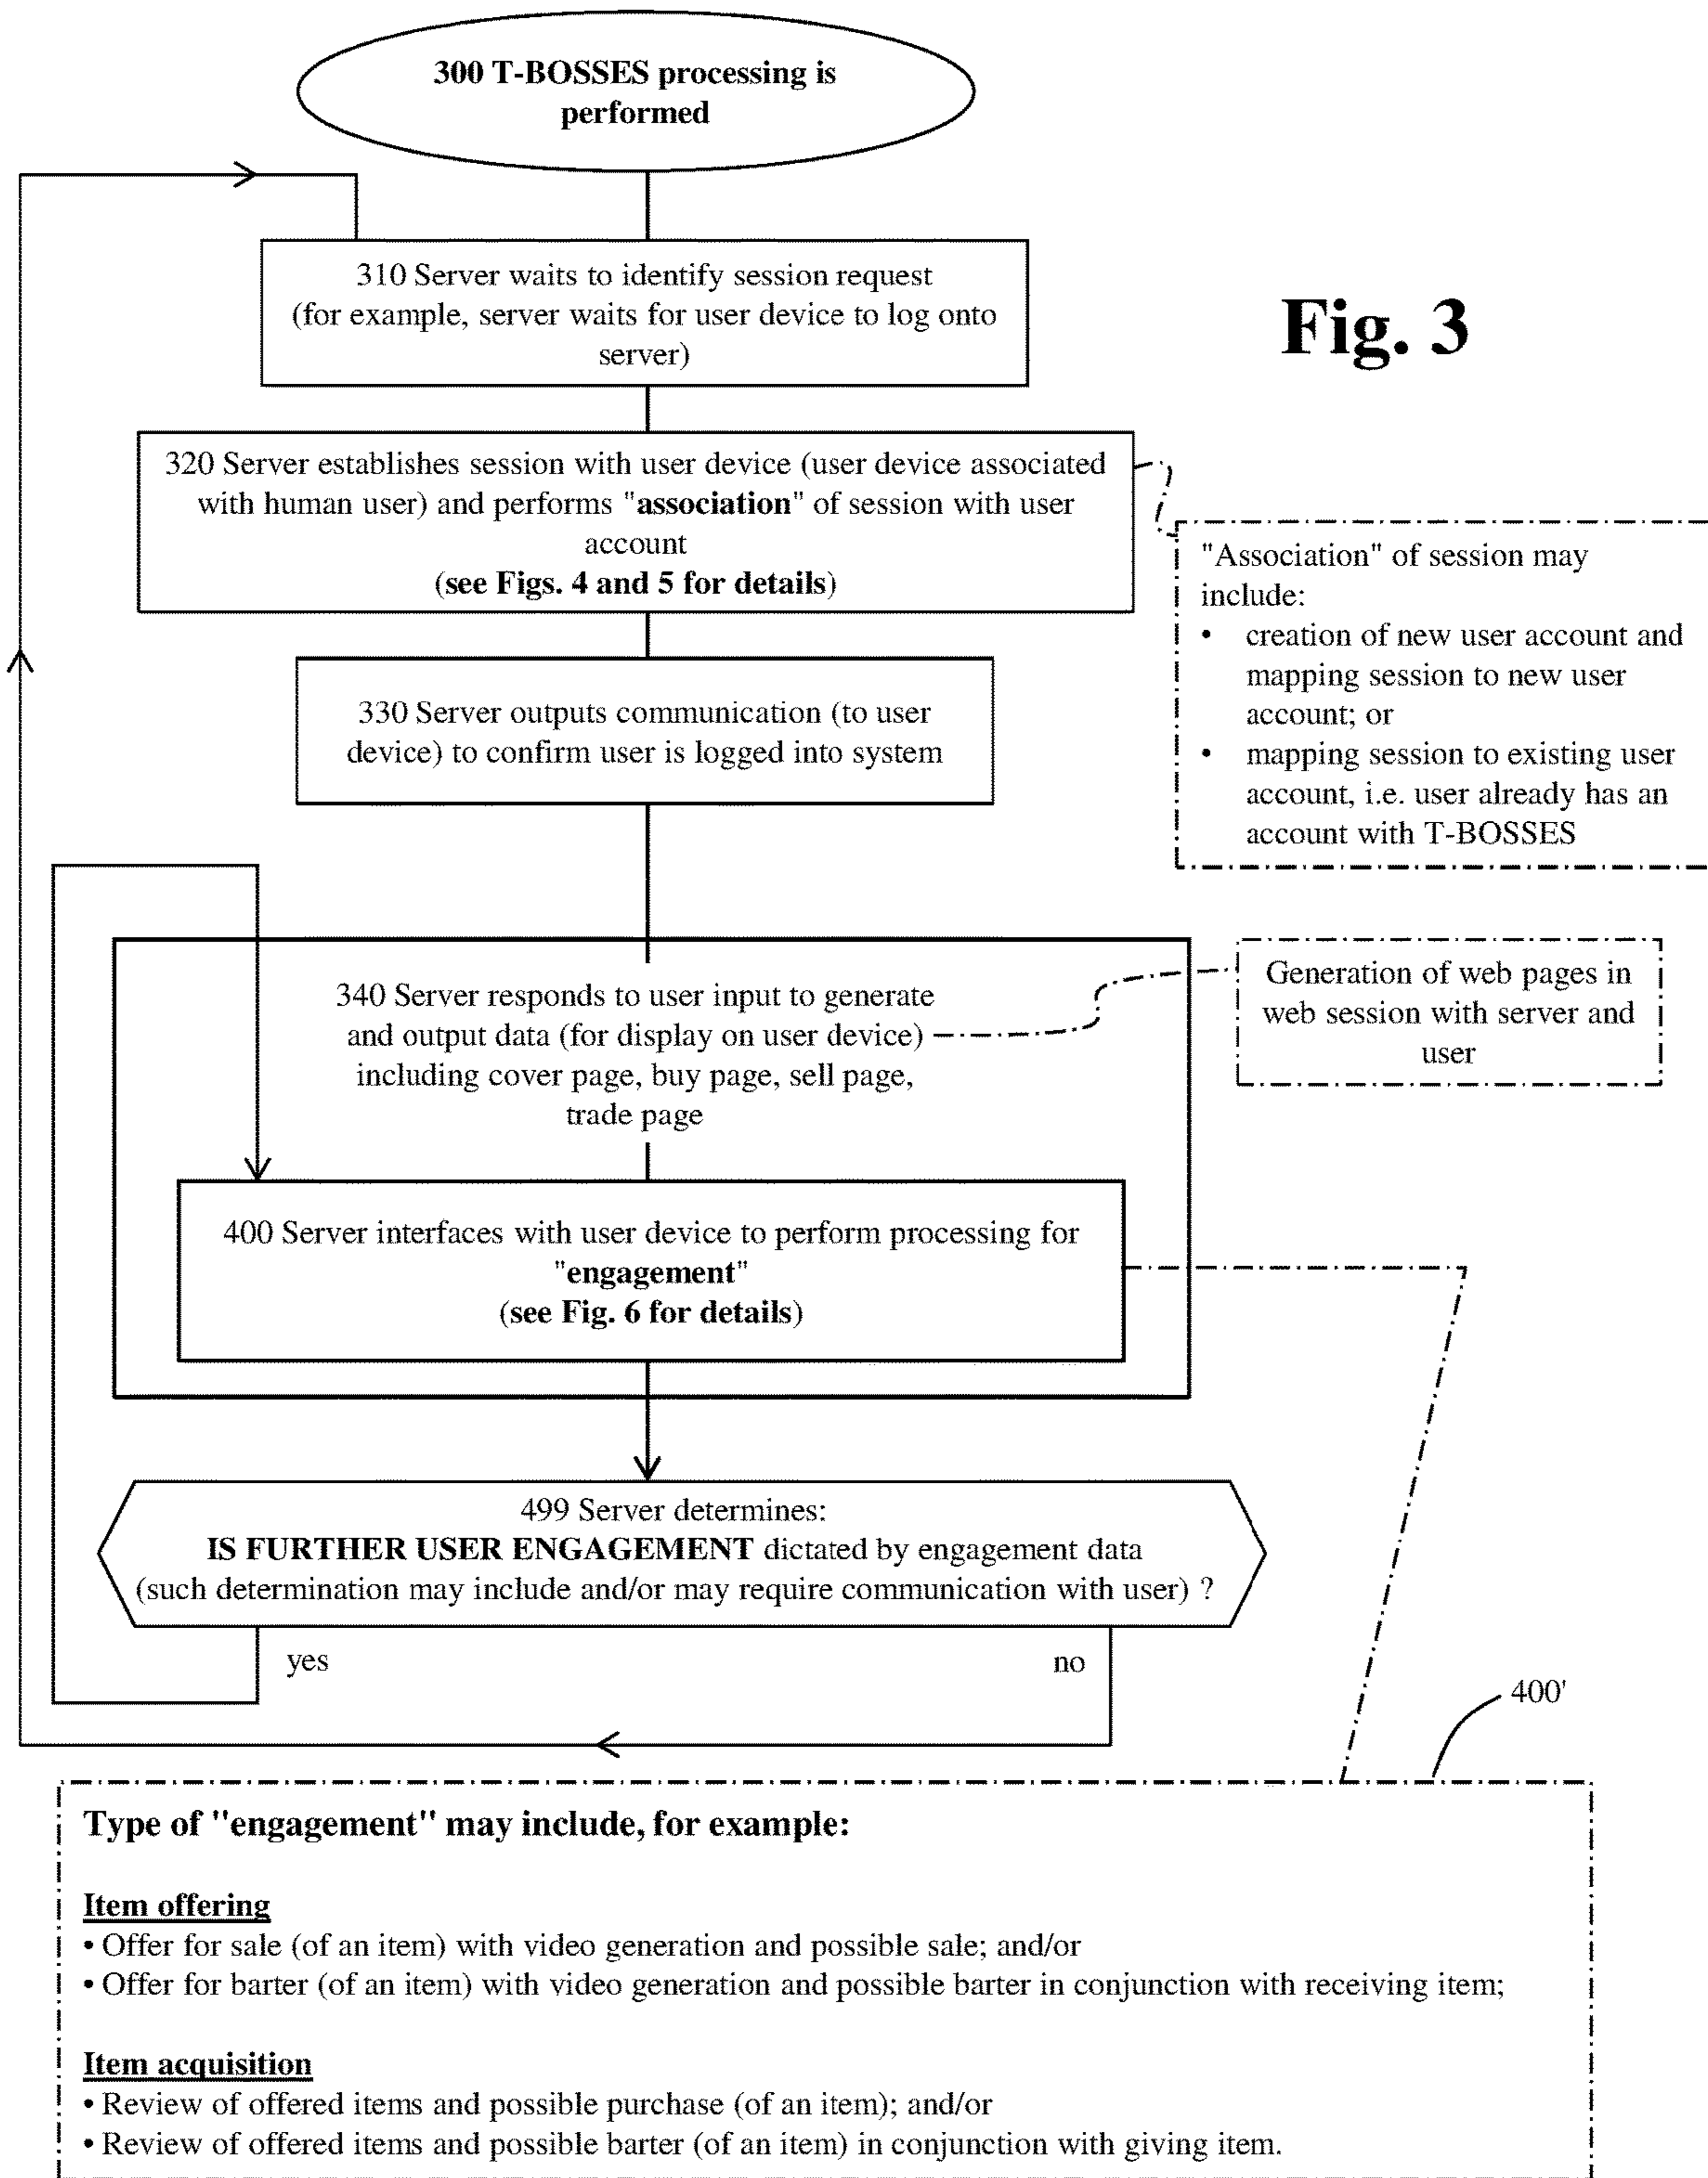 300 T-BOSSES processing is
performed
310 Server waits to identify session request
(for example, server waits for user device to log onto
server)
Fig. 3
320 Server establishes session with user device (user device associated
with human user) and performs "association" of session with user
account
(see Figs. 4 and 5 for details)
"Association" of session may
include:
• creation of new user account and
mapping session to new user
account; or
• mapping session to existing user
account, i.e. user already has an
account with T-BOSSES
330 Server outputs communication (to user
device) to confirm user is logged into system
340 Server responds to user input to generate
and output data (for display on user device)
including cover page, buy page, sell page,
trade page
Generation of web pages in
web session with server and
user
400 Server interfaces with user device to perform processing for
"engagement"
(see Fig. 6 for details)
499 Server determines:
IS FURTHER USER ENGAGEMENT dictated by engagement data
(such determination may include and/or may require communication with user) ?
yes
no
400'
Type of "engagement" may include, for example:
Item offering
• Offer for sale (of an item) with video generation and possible sale; and/or
• Offer for barter (of an item) with video generation and possible barter in conjunction with receiving item;
Item acquisition
• Review of offered items and possible purchase (of an item); and/or
• Review of offered items and possible barter (of an item) in conjunction with giving item.